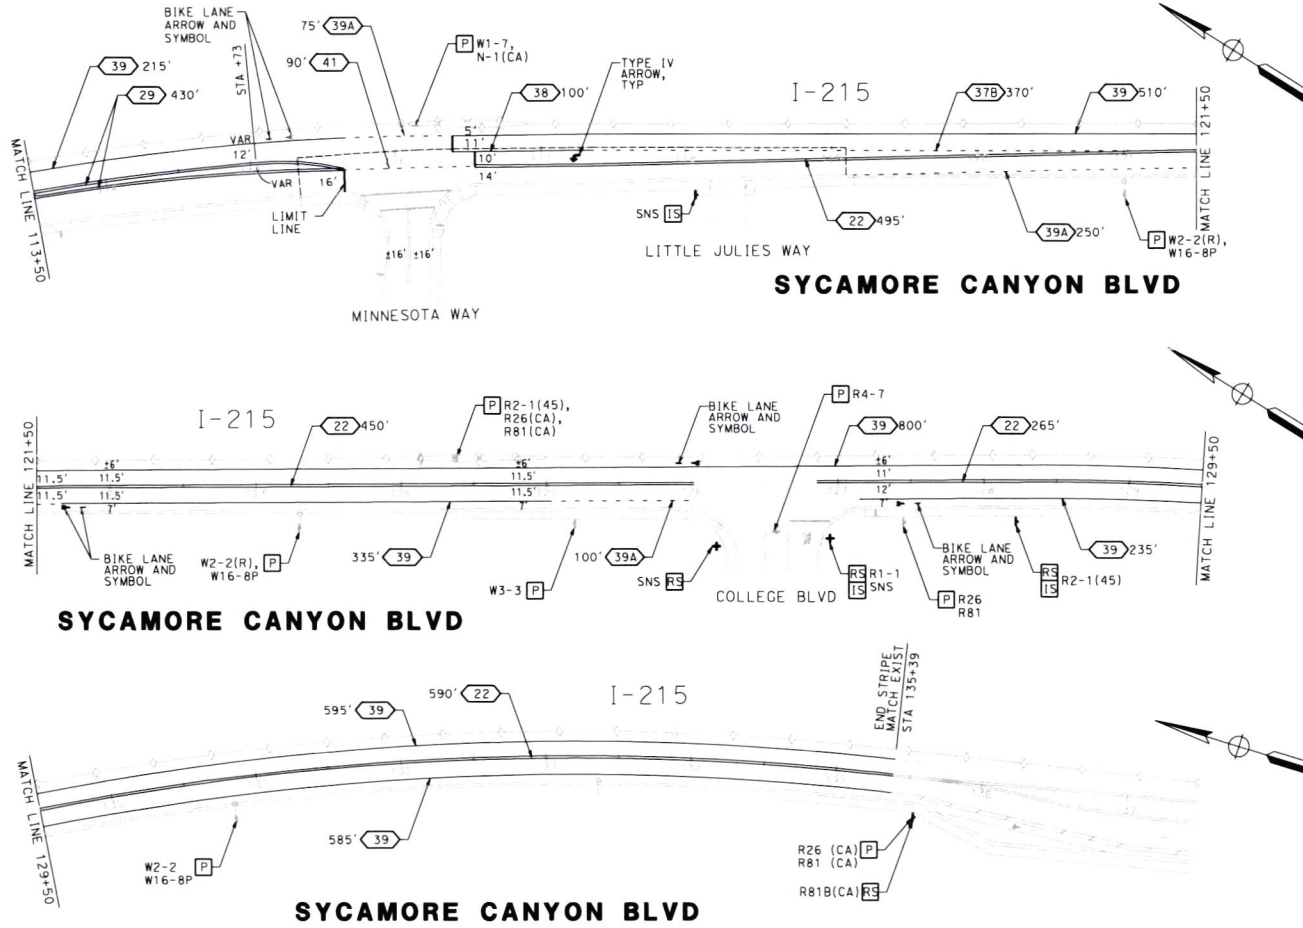 BIKE LANE
ARROW AND
SYMBOL
STA +73
75' 39A
90' 41
P W1-7,
N-1(CA)
TYPE IV
ARROW,
TYP
I-215
39 215'
29 430'
38 100'
37B 370'
39 510'
MATCH LINE 113+50
MATCH LINE 121+50
VAR
12'
VAR
16'
5'
11'
10'
14'
LIMIT
LINE
±16' ±16'
SNS IS
22 495'
39A 250'
P W2-2(R),
W16-8P
LITTLE JULIES WAY
MINNESOTA WAY
SYCAMORE CANYON BLVD
MATCH LINE 121+50
I-215
22 450'
P R2-1(45),
R26(CA),
R81(CA)
BIKE LANE
ARROW AND
SYMBOL
P R4-7
39 800'
22 265'
MATCH LINE 129+50
±6' ±6' ±6'
11.5' 11.5' 11.5' 11'
11.5' 11.5' 11.5' 12'
7' 7' 7'
BIKE LANE
ARROW AND
SYMBOL
W2-2(R),
W16-8P P
335' 39
W3-3 P
100' 39A
SNS RS
COLLEGE BLVD
RS R1-1
IS SNS
P R26
R81
BIKE LANE
ARROW AND
SYMBOL
RS
IS R2-1(45)
39 235'
SYCAMORE CANYON BLVD
MATCH LINE 129+50
595' 39
590' 22
I-215
END STRIPE
MATCH EXIST
STA 135+39
W2-2
W16-8P P
585' 39
R26 (CA) P
R81 (CA)
R81B(CA) RS
SYCAMORE CANYON BLVD